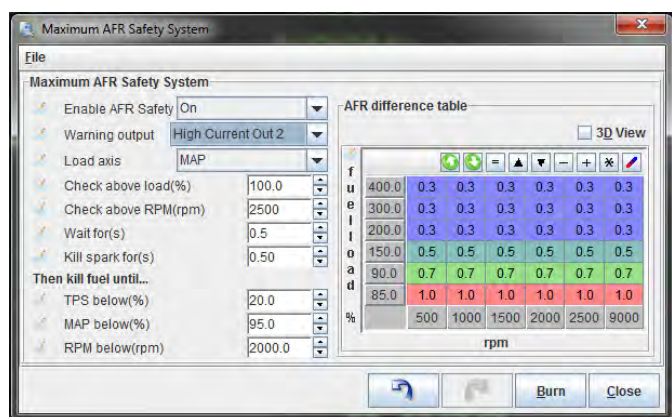 Maximum AFR Safety System
File
Maximum AFR Safety System
Enable AFR Safety On
Warning output High Current Out 2
Load axis MAP
Check above load(%) 100.0
Check above RPM(rpm) 2500
Wait for(s) 0.5
Kill spark for(s) 0.50
Then kill fuel until...
TPS below(%) 20.0
MAP below(%) 95.0
RPM below(rpm) 2000.0
AFR difference table
3D View
= - + *
fuelload %
400.0 0.3 0.3 0.3 0.3 0.3 0.3
300.0 0.3 0.3 0.3 0.3 0.3 0.3
200.0 0.3 0.3 0.3 0.3 0.3 0.3
150.0 0.5 0.5 0.5 0.5 0.5 0.5
90.0 0.7 0.7 0.7 0.7 0.7 0.7
85.0 1.0 1.0 1.0 1.0 1.0 1.0
500 1000 1500 2000 2500 9000
rpm
Burn Close